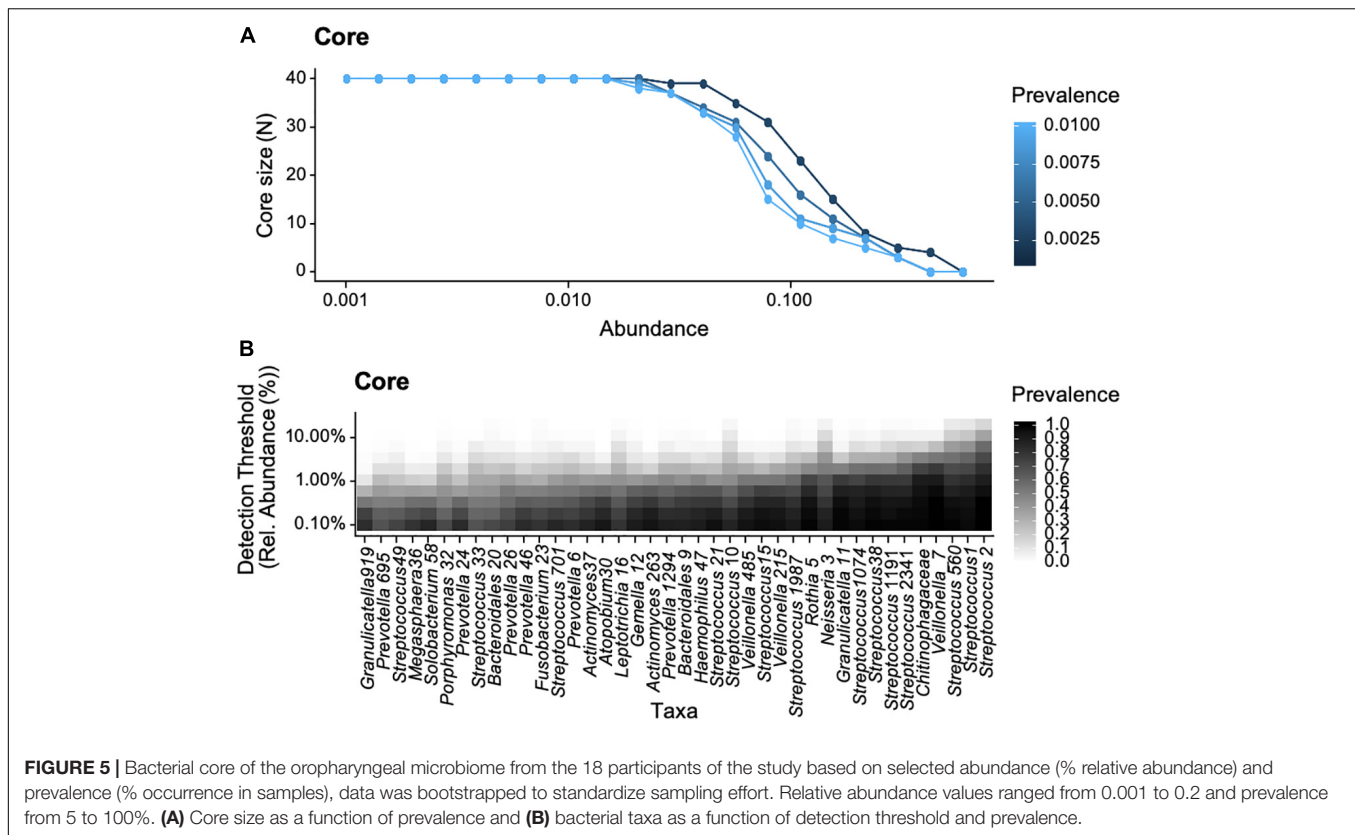 A
Core
40
30
20
10
0
Core size (N)
0.001
0.010
0.100
Abundance
Prevalence
0.0100
0.0075
0.0050
0.0025
B
Core
Detection Threshold
(Rel. Abundance (%))
10.00%
1.00%
0.10%
Prevalence
1.0
0.9
0.8
0.7
0.6
0.5
0.4
0.3
0.2
0.1
0.0
Granulicatella919
Prevotella 695
Streptococcus49
Megasphaera36
Solobacterium 58
Porphyromonas 32
Prevotella 24
Streptococcus 33
Bacteroidales 20
Prevotella 26
Prevotella 46
Fusobacterium 23
Streptococcus 701
Prevotella 6
Actinomyces37
Atopobium30
Leptotrichia 16
Gemella 12
Actinomyces 263
Prevotella 1294
Bacteroidales 9
Haemophilus 47
Streptococcus 21
Streptococcus 10
Veillonella 485
Streptococcus15
Veillonella 215
Streptococcus 1987
Rothia 5
Neisseria 3
Granulicatella 11
Streptococcus1074
Streptococcus38
Streptococcus 1191
Streptococcus 2341
Chitinophagaceae
Veillonella 7
Streptococcus 560
Streptococcus1
Streptococcus 2
Taxa
FIGURE 5 | Bacterial core of the oropharyngeal microbiome from the 18 participants of the study based on selected abundance (% relative abundance) and
prevalence (% occurrence in samples), data was bootstrapped to standardize sampling effort. Relative abundance values ranged from 0.001 to 0.2 and prevalence
from 5 to 100%. (A) Core size as a function of prevalence and (B) bacterial taxa as a function of detection threshold and prevalence.